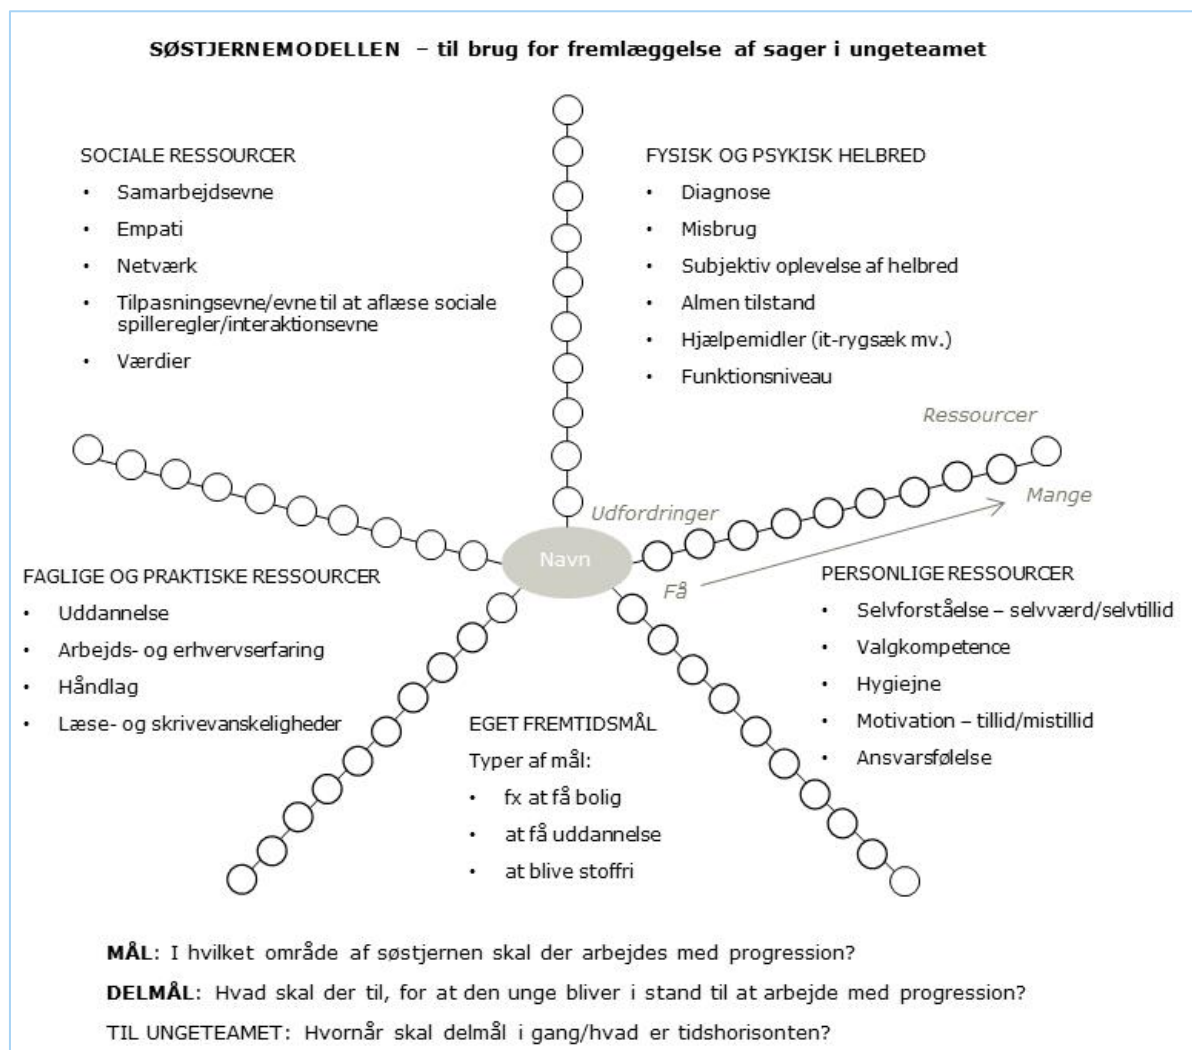 SØSTJERNEMODELLEN – til brug for fremlæggelse af sager i ungeteamet
SOCIALE RESSOURCER
• Samarbejdsevne
• Empati
• Netværk
• Tilpasningsevne/evne til at aflæse sociale
spilleregler/interaktionsevne
• Værdier
FYSISK OG PSYKISK HELBRED
• Diagnose
• Misbrug
• Subjektiv oplevelse af helbred
• Almen tilstand
• Hjælpemidler (it-rygsæk mv.)
• Funktionsniveau
Ressourcer
Mange
Udfordringer
Få
Navn
FAGLIGE OG PRAKTISKE RESSOURCER
• Uddannelse
• Arbejds- og erhvervserfaring
• Håndlag
• Læse- og skrivevanskeligheder
EGET FREMTIDSMÅL
Typer af mål:
• fx at få bolig
• at få uddannelse
• at blive stoffri
PERSONLIGE RESSOURCER
• Selvforståelse – selvværd/selvtillid
• Valgkompetence
• Hygiejne
• Motivation – tillid/mistillid
• Ansvarsfølelse
MÅL: I hvilket område af søstjernen skal der arbejdes med progression?
DELMÅL: Hvad skal der til, for at den unge bliver i stand til at arbejde med progression?
TIL UNGETEAMET: Hvornår skal delmål i gang/hvad er tidshorisonten?